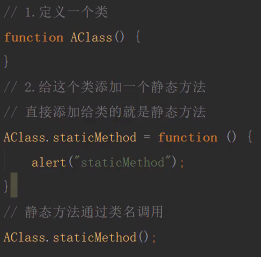 // 1.定义一个类
function AClass() {
}
// 2.给这个类添加一个静态方法
// 直接添加给类的就是静态方法
AClass.staticMethod = function () {
    alert("staticMethod");
}
// 静态方法通过类名调用
AClass.staticMethod();